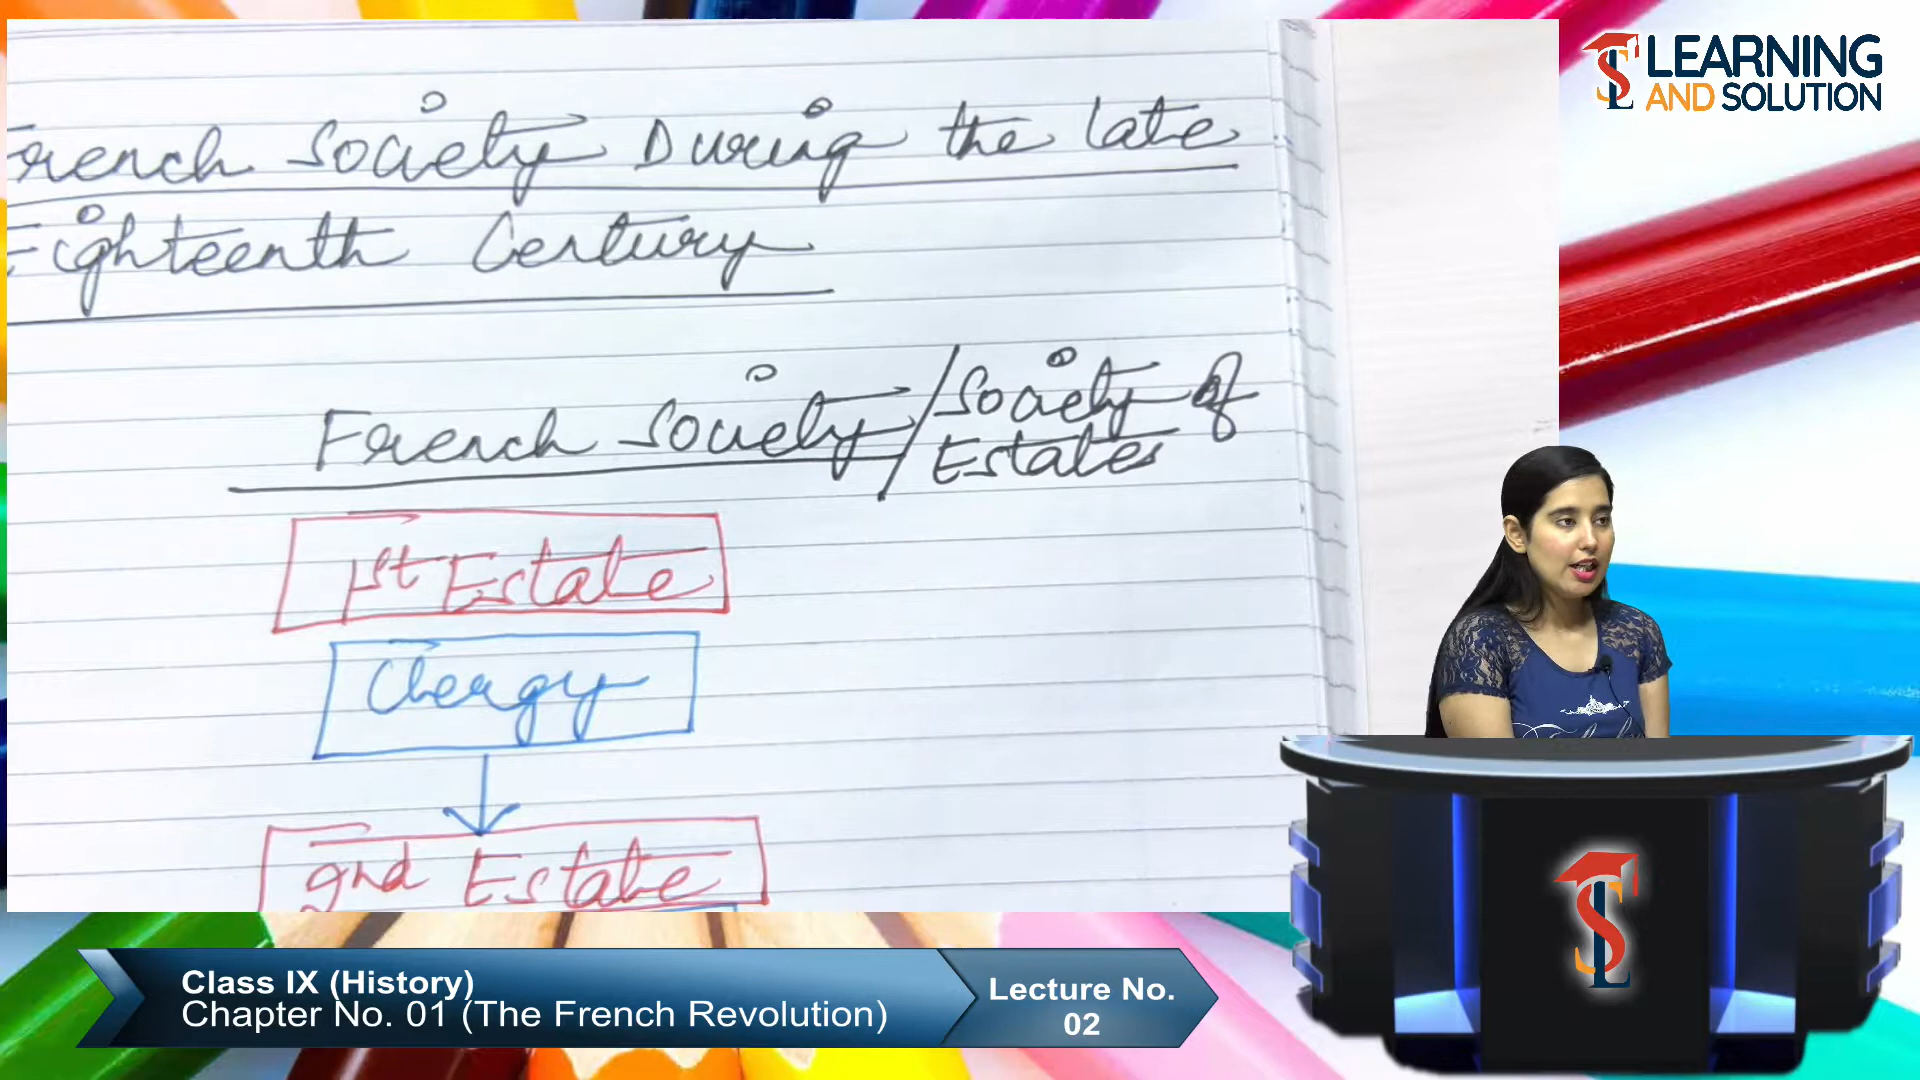 French Society During the late
Eighteenth Century
French Society / Society of
Estates
1st Estate
Clergy
2nd Estate
LEARNING
AND SOLUTION
Class IX (History)
Chapter No. 01 (The French Revolution)
Lecture No.
02